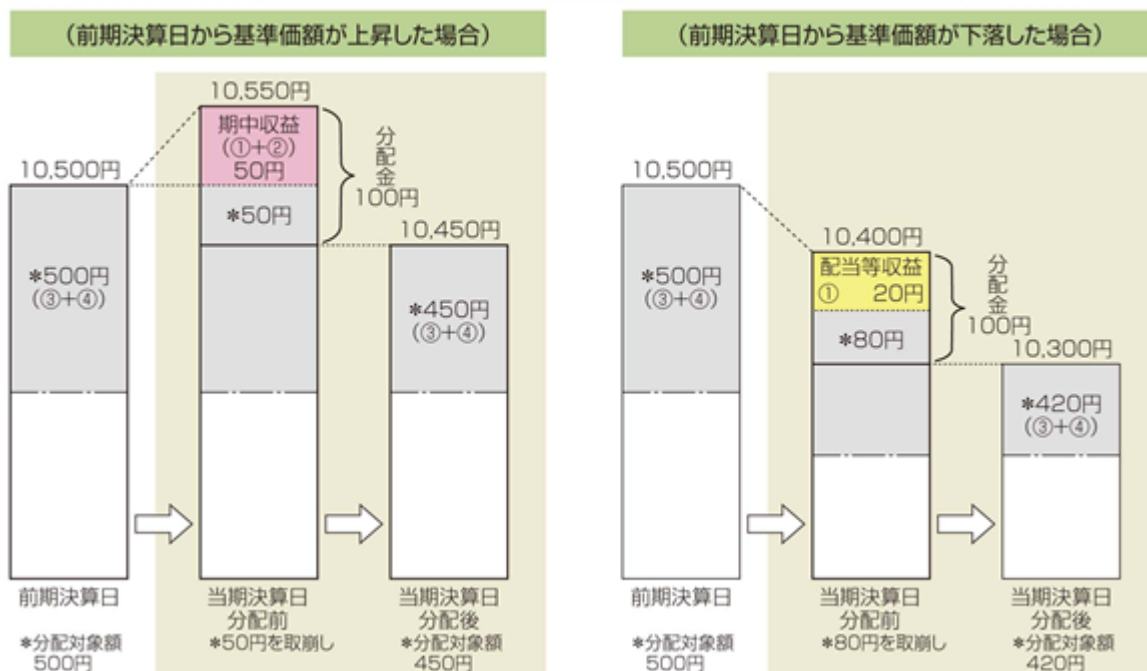 （前期決算日から基準価額が上昇した場合）
10,550円
期中収益
（①+②）
50円
*50円
分配金
100円
10,500円
*500円
（③+④）
10,450円
*450円
（③+④）
前期決算日
当期決算日
分配前
当期決算日
分配後
*分配対象額
500円
*50円を取崩し
*分配対象額
450円
（前期決算日から基準価額が下落した場合）
10,500円
*500円
（③+④）
10,400円
配当等収益
① 20円
*80円
分配金
100円
10,300円
*420円
（③+④）
前期決算日
当期決算日
分配前
当期決算日
分配後
*分配対象額
500円
*80円を取崩し
*分配対象額
420円